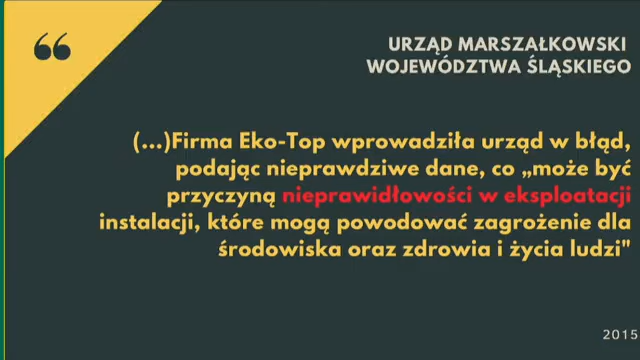 URZĄD MARSZAŁKOWSKI
WOJEWÓDZTWA ŚLĄSKIEGO
(...)Firma Eko-Top wprowadziła urząd w błąd,
podając nieprawdziwe dane, co „może być
przyczyną nieprawidłowości w eksploatacji
instalacji, które mogą powodować zagrożenie dla
środowiska oraz zdrowia i życia ludzi"
2015